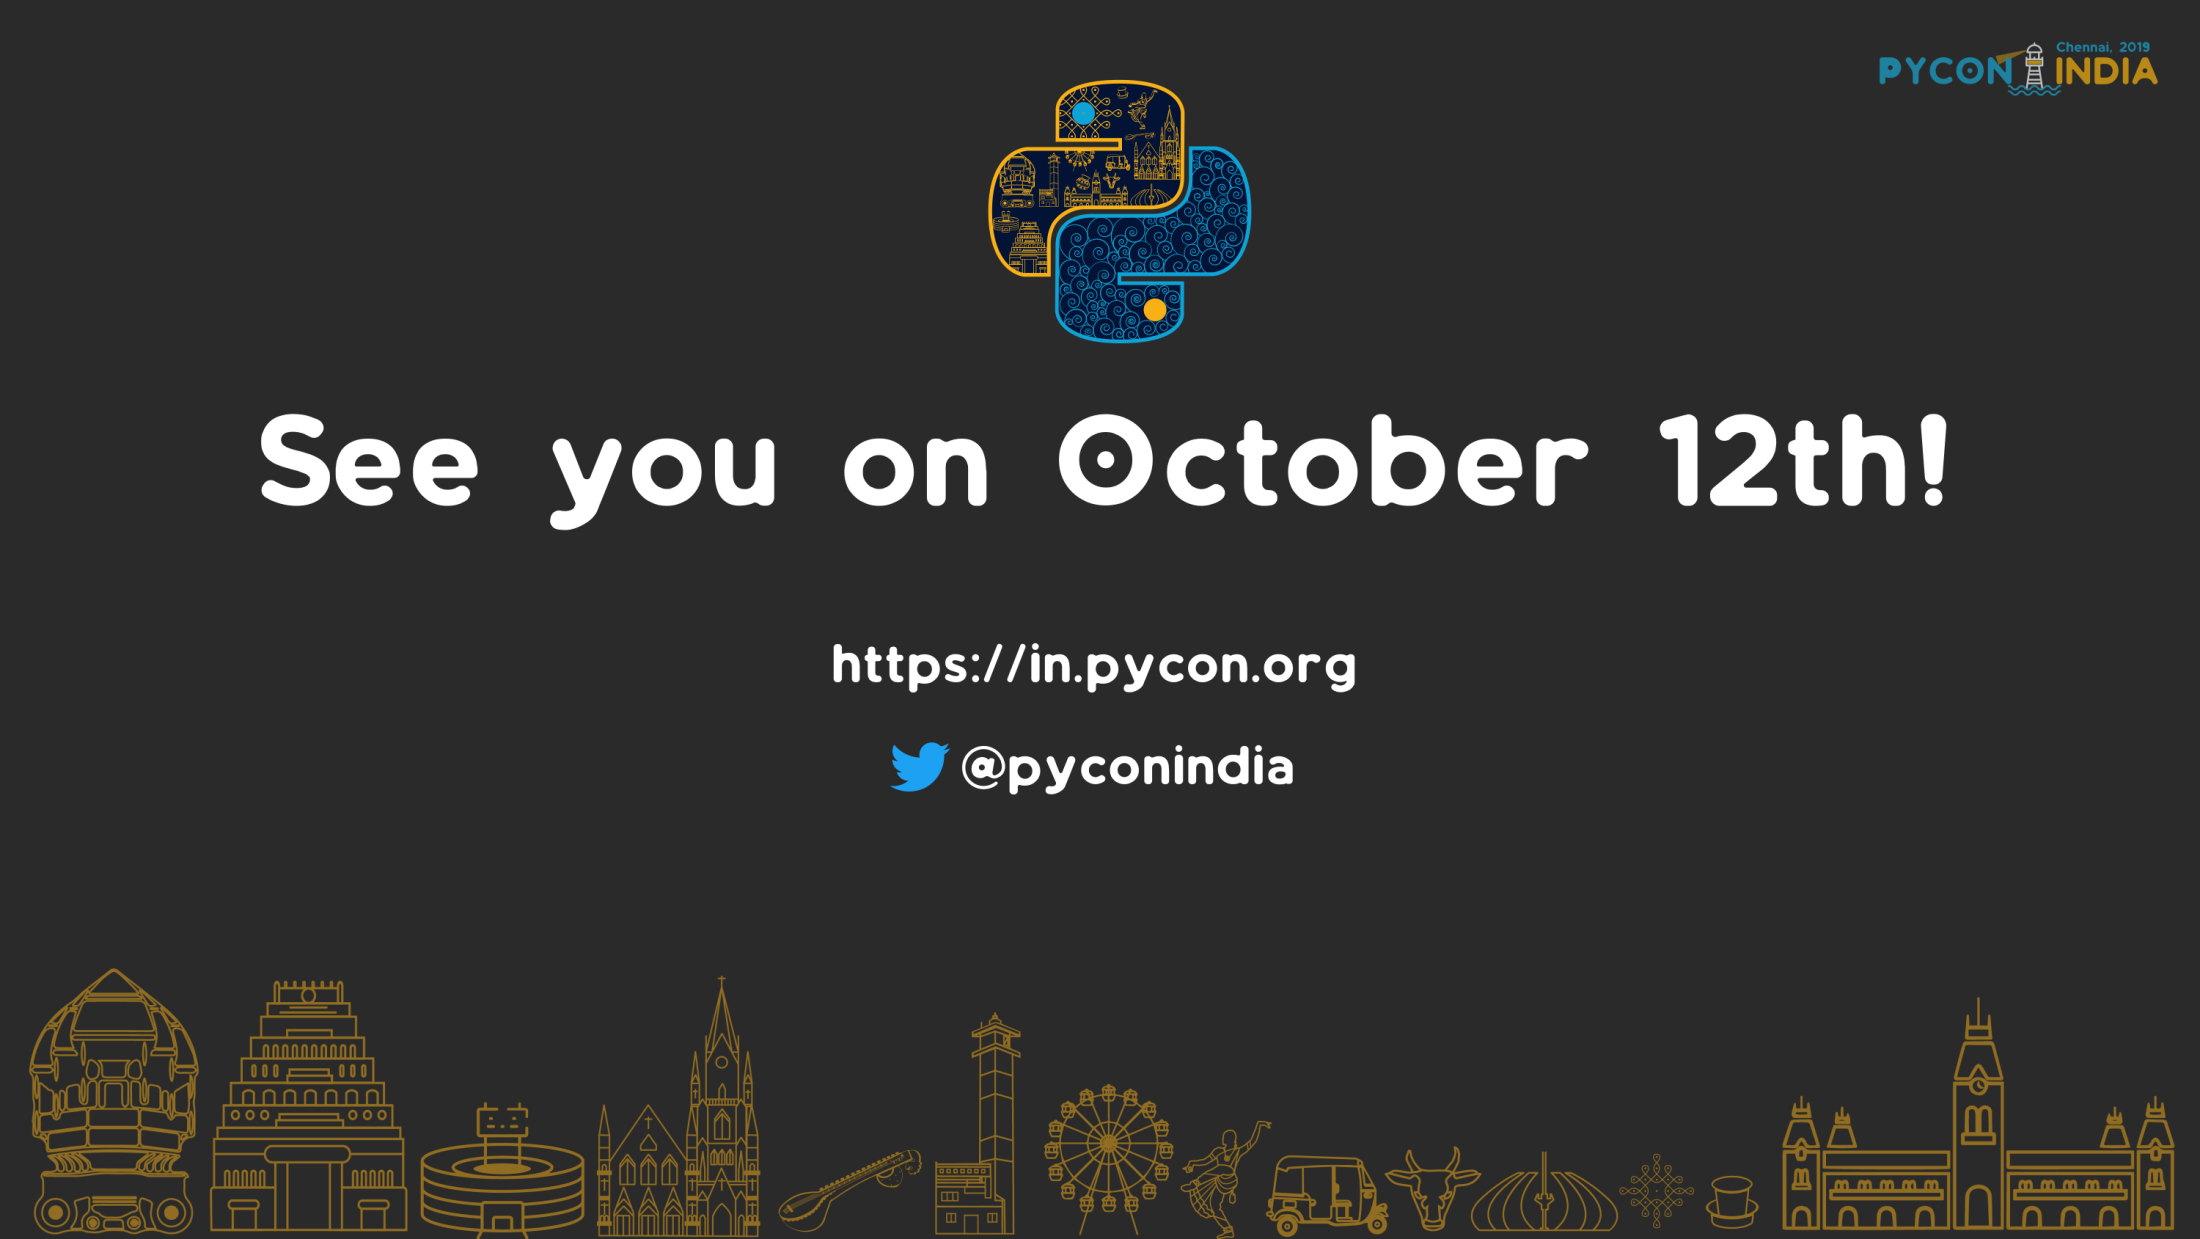 Chennai, 2019
PYCON INDIA
See you on October 12th!
https://in.pycon.org
@pyconindia